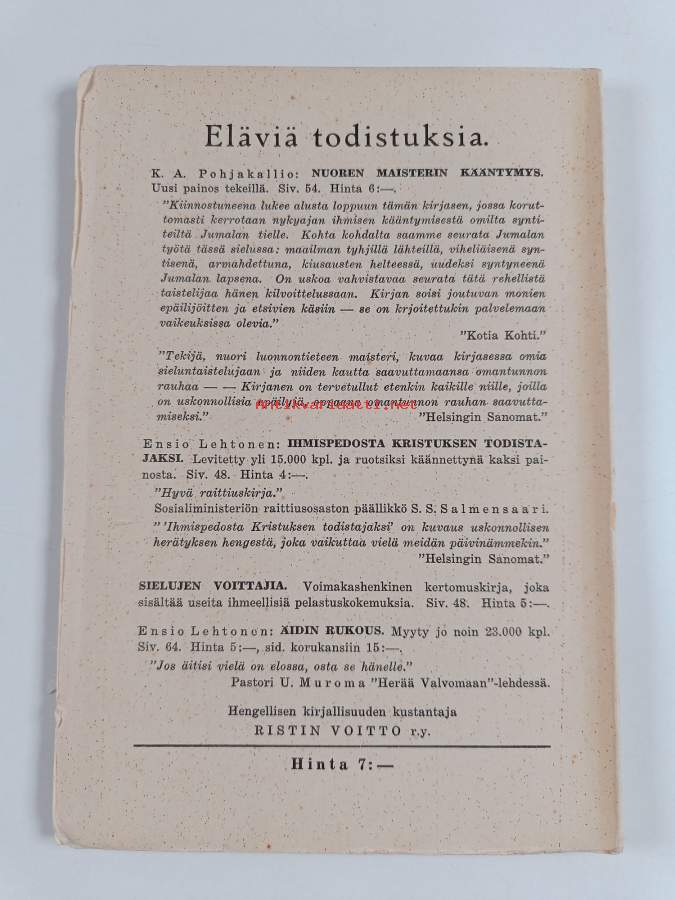 Eläviä todistuksia.
K. A. Pohjakallio: NUOREN MAISTERIN KÄÄNTYMYS.
Uusi painos tekeillä. Siv. 54. Hinta 6:—.
"Kiinnostuneena lukee alusta loppuun tämän kirjasen, jossa korut-
tomasti kerrotaan nykyajan ihmisen kääntymisestä omilta synti-
teiltä Jumalan tielle. Kohta kohdalta saamme seurata Jumalan
työtä tässä sielussa: maailman tyhjillä lähteillä, viheliäisenä syn-
tisenä, armahdettuna, kiusausten helteessä, uudeksi syntyneenä
Jumalan lapsena. On uskoa vahvistavaa seurata tätä rehellistä
taistelijaa hänen kilvoittelussaan. Kirjan soisi joutuvan monien
epäilijöitten ja etsivien käsiin — se on krjoitettukin palvelemaan
vaikeuksissa olevia."
"Kotia Kohti."
"Tekijä, nuori luonnontieteen maisteri, kuvaa kirjasessa omia
sieluntaistelujaan ja niiden kautta saavuttamaansa omantunnon
rauhaa — — Kirjanen on tervetullut etenkin kaikille niille, joilla
on uskonnollisia epäilyjä, oppaana omantunnon rauhan saavutta-
miseksi." "Helsingin Sanomat."
Antikvariaatti.net
Ensio Lehtonen: IHMISPEDOSTA KRISTUKSEN TODISTA-
JAKSI. Levitetty yli 15.000 kpl. ja ruotsiksi käännettynä kaksi pai-
nosta. Siv. 48. Hinta 4:—.
"Hyvä raittiuskirja."
Sosialiministeriön raittiusosaston päällikkö S. S. Salmensaari.
" 'Ihmispedosta Kristuksen todistajaksi' on kuvaus uskonnollisen
herätyksen hengestä, joka vaikuttaa vielä meidän päivinämmekin."
"Helsingin Sanomat."
SIELUJEN VOITTAJIA. Voimakashenkinen kertomuskirja, joka
sisältää useita ihmeellisiä pelastuskokemuksia. Siv. 48. Hinta 5:—.
Ensio Lehtonen: ÄIDIN RUKOUS. Myyty jo noin 23.000 kpl.
Siv. 64. Hinta 5:—, sid. korukansiin 15:—.
"Jos äitisi vielä on elossa, osta se hänelle."
Pastori U. Muroma "Herää Valvomaan"-lehdessä.
Hengellisen kirjallisuuden kustantaja
RISTIN VOITTO r.y.
Hinta 7:—